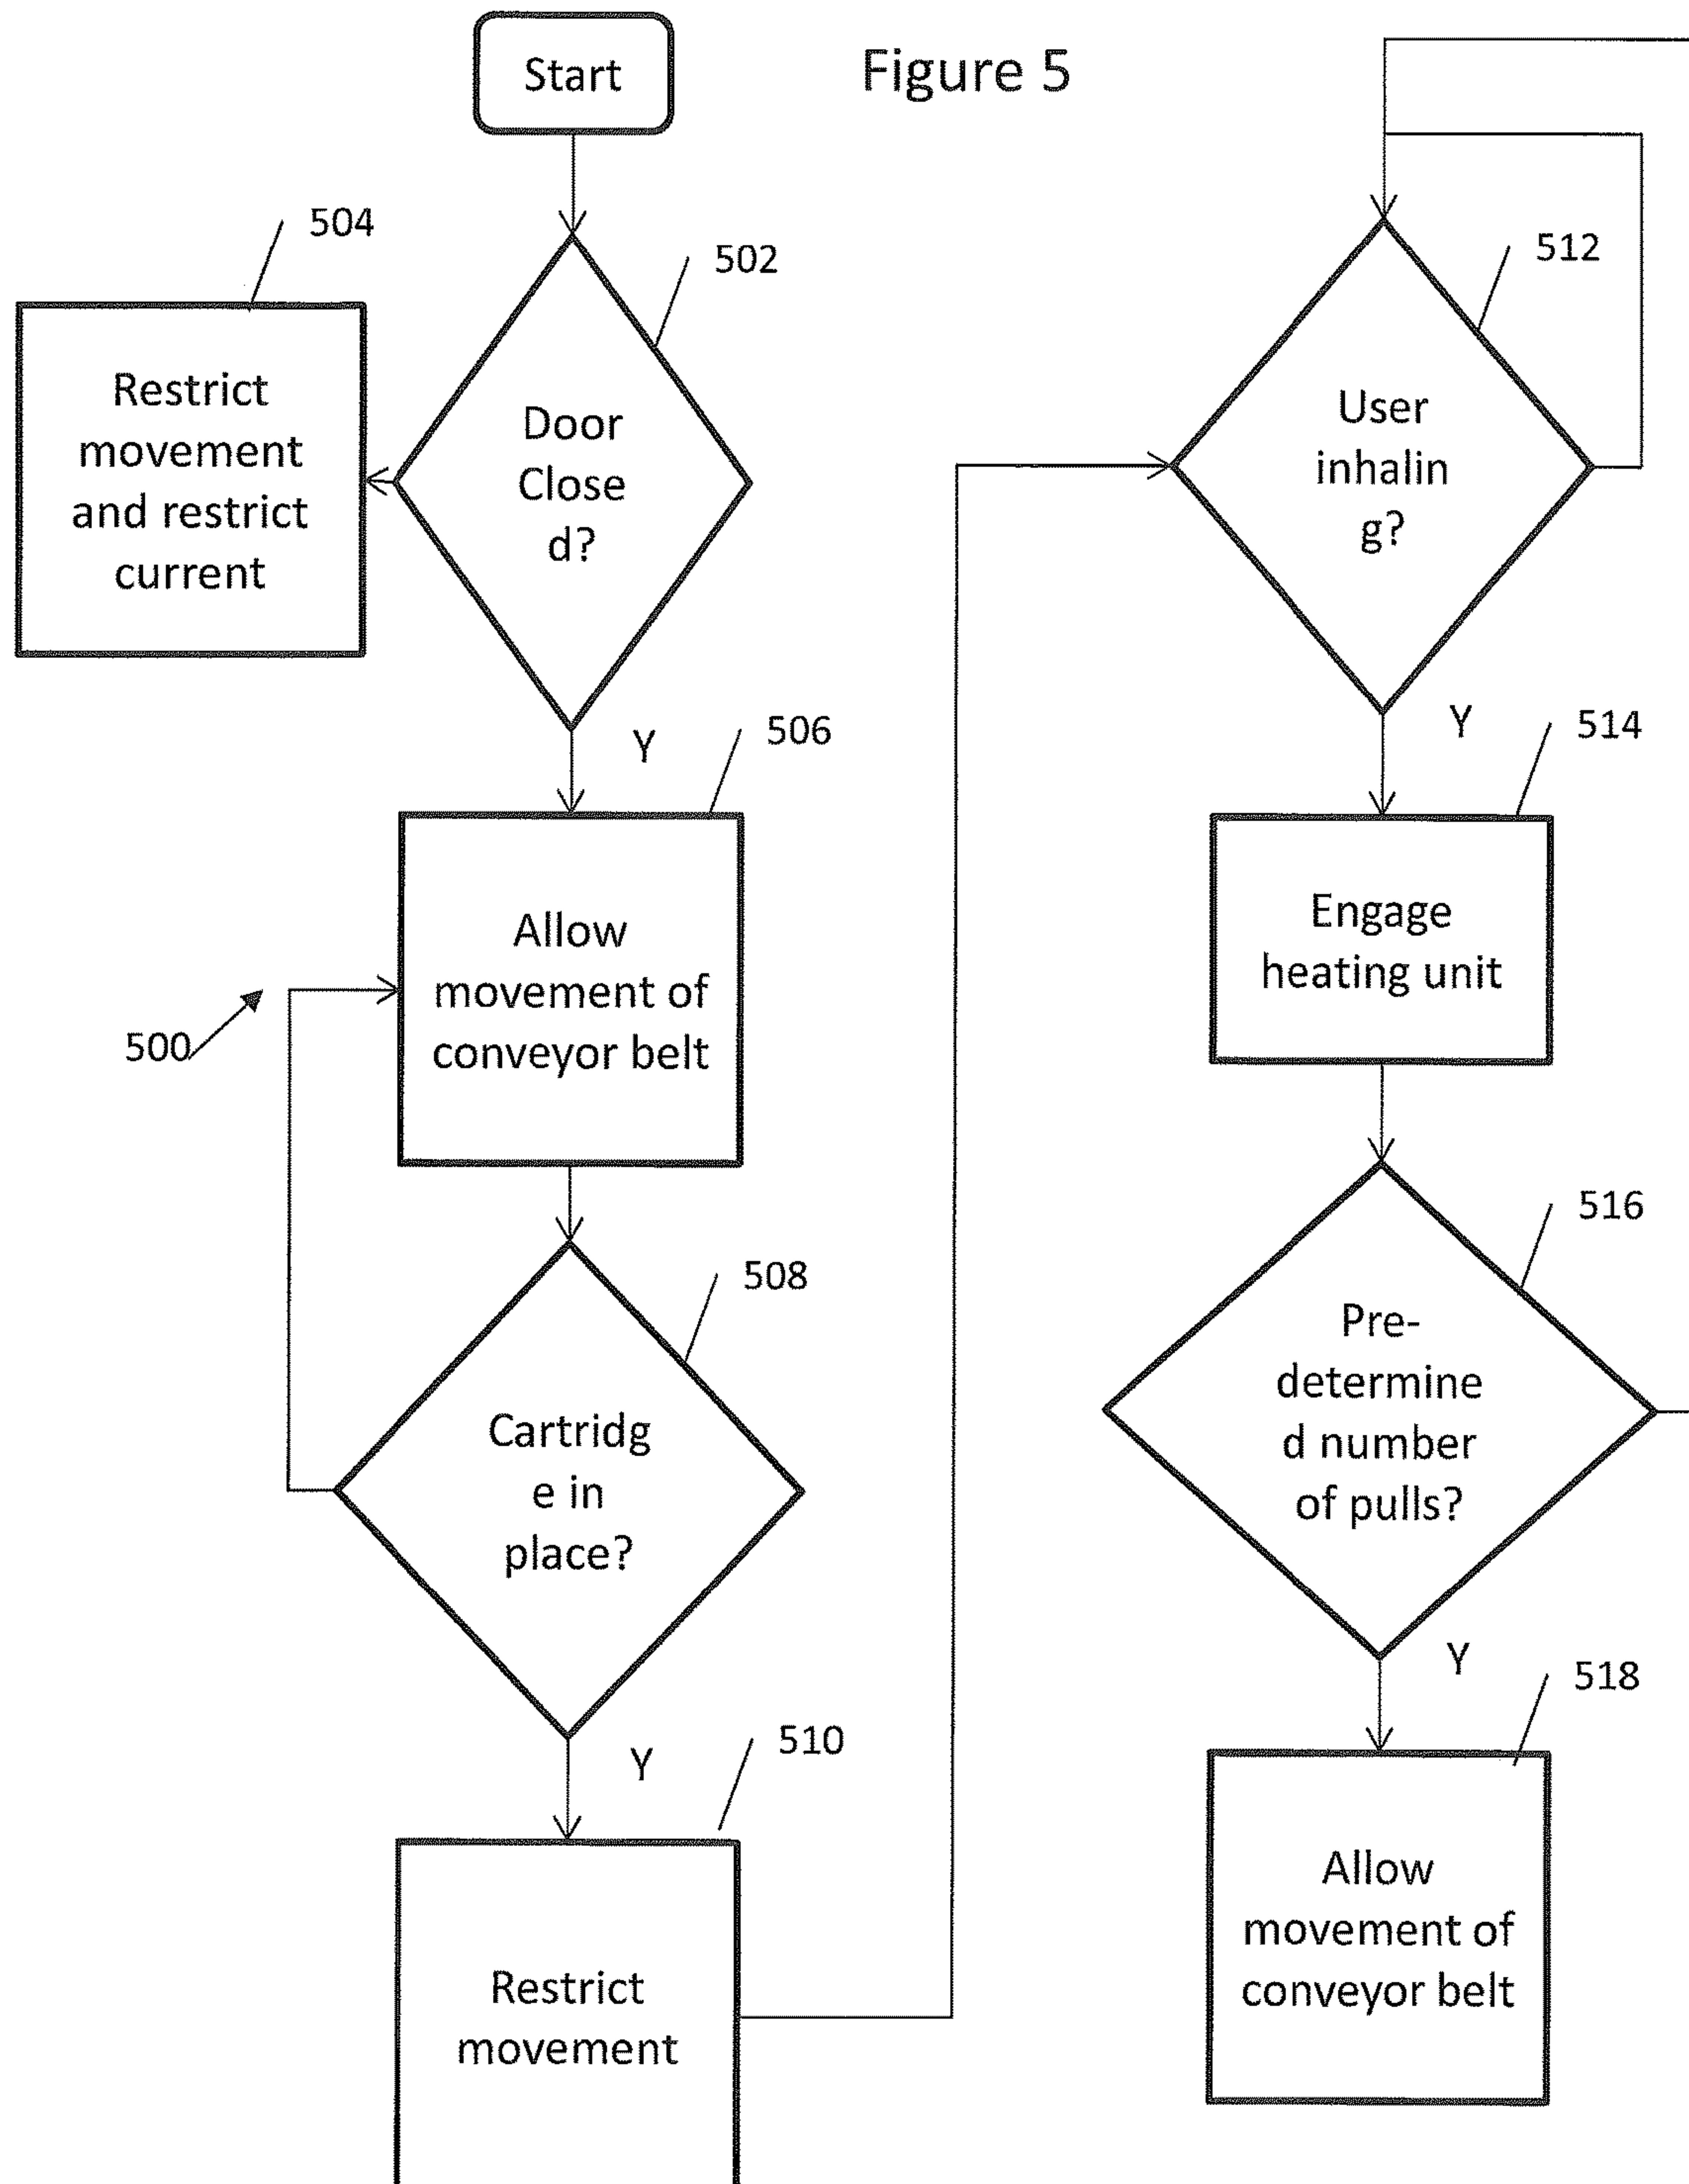 Start
Figure 5
504
502
Restrict
movement
and restrict
current
Door
Close
d?
Y
506
Allow
movement of
conveyor belt
500
508
Cartridg
e in
place?
Y
510
Restrict
movement
512
User
inhalin
g?
Y
514
Engage
heating unit
516
Pre-
determine
d number
of pulls?
Y
518
Allow
movement of
conveyor belt